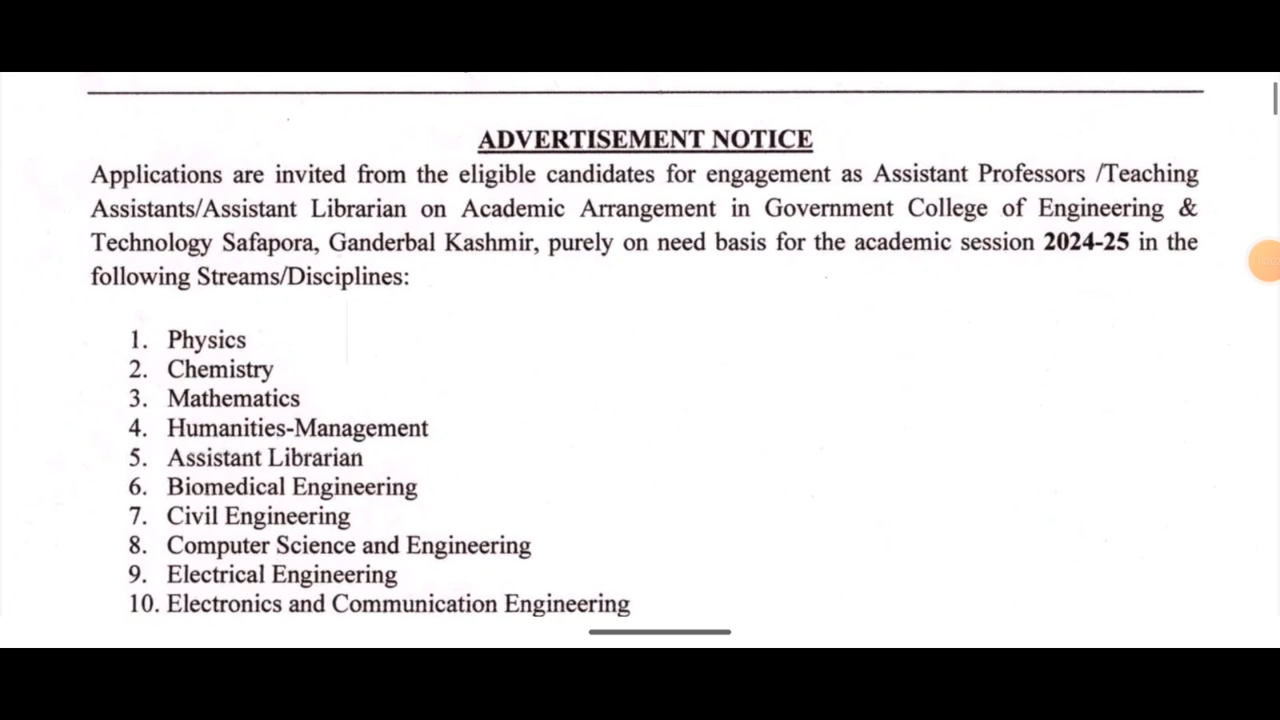 ADVERTISEMENT NOTICE
Applications are invited from the eligible candidates for engagement as Assistant Professors /Teaching
Assistants/Assistant Librarian on Academic Arrangement in Government College of Engineering &
Technology Safapora, Ganderbal Kashmir, purely on need basis for the academic session 2024-25 in the
following Streams/Disciplines:
1. Physics
2. Chemistry
3. Mathematics
4. Humanities-Management
5. Assistant Librarian
6. Biomedical Engineering
7. Civil Engineering
8. Computer Science and Engineering
9. Electrical Engineering
10. Electronics and Communication Engineering